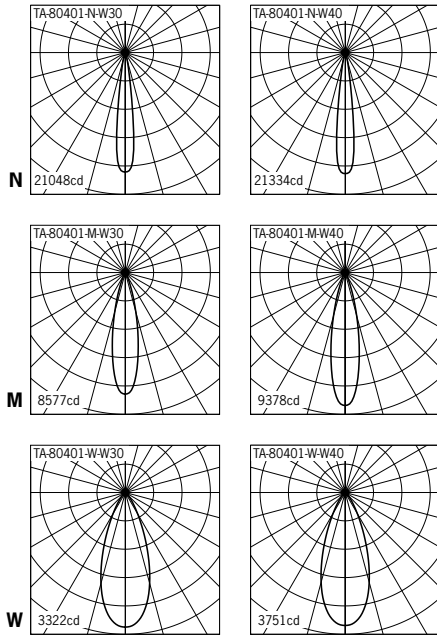 TA-80401-N-W30
TA-80401-N-W40
N
21048cd
21334cd
TA-80401-M-W30
TA-80401-M-W40
M
8577cd
9378cd
TA-80401-W-W30
TA-80401-W-W40
W
3322cd
3751cd